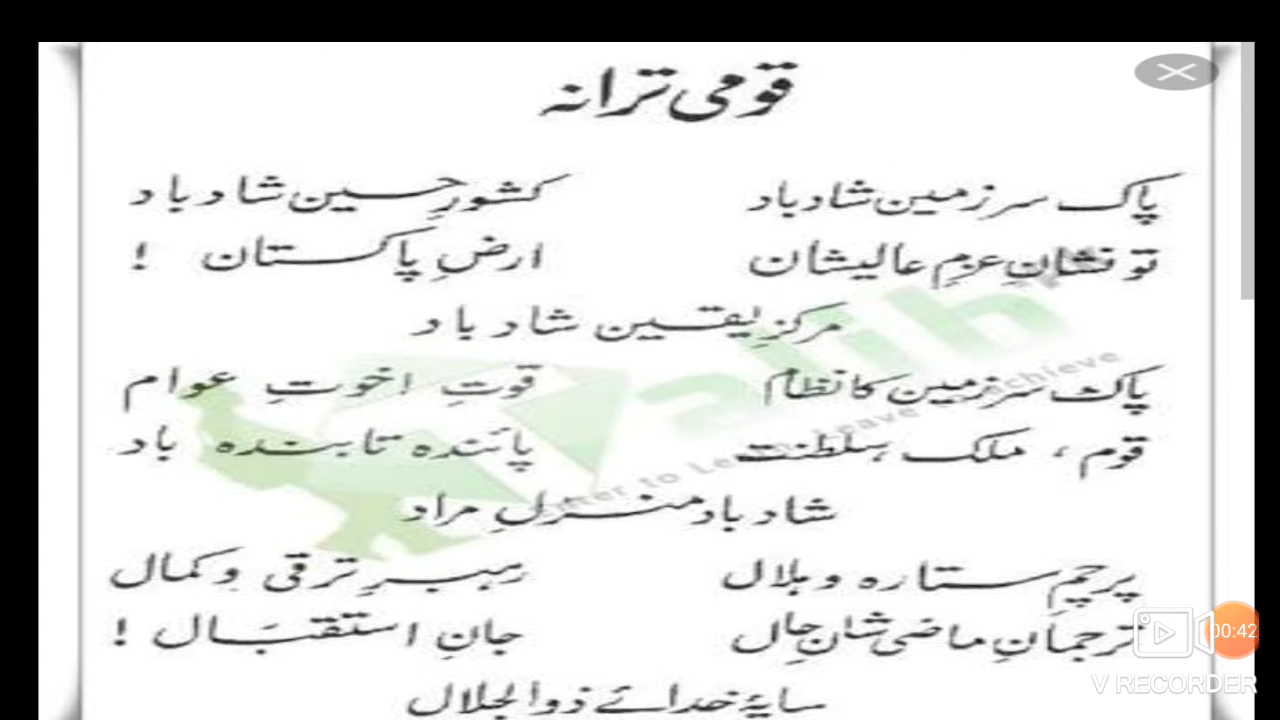 قومی ترانہ
پاک سرزمین شاد باد کشورِ حسین شاد باد
تو نشانِ عزمِ عالیشان ارضِ پاکستان !
مرکزِ یقین شاد باد
پاک سرزمین کا نظام قوتِ اخوتِ عوام
قوم ، ملک ، سلطنت پائندہ تابندہ باد
شاد باد منزلِ مراد
پرچمِ ستارہ و ہلال رہبرِ ترقی و کمال
ترجمانِ ماضی شانِ حال جانِ استقبال !
سایۂ خدائے ذوالجلال
00:42
V RECORDER